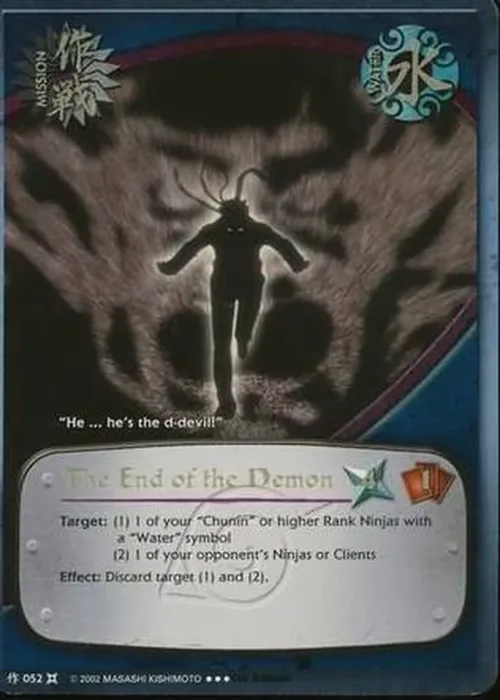 MISSION
作戦
WATER
水
"He ... he's the d-devil!"
The End of the Demon
Target: (1) 1 of your "Chunin" or higher Rank Ninjas with
a "Water" symbol
(2) 1 of your opponent's Ninjas or Clients
Effect: Discard target (1) and (2).
作 052
© 2002 MASASHI KISHIMOTO